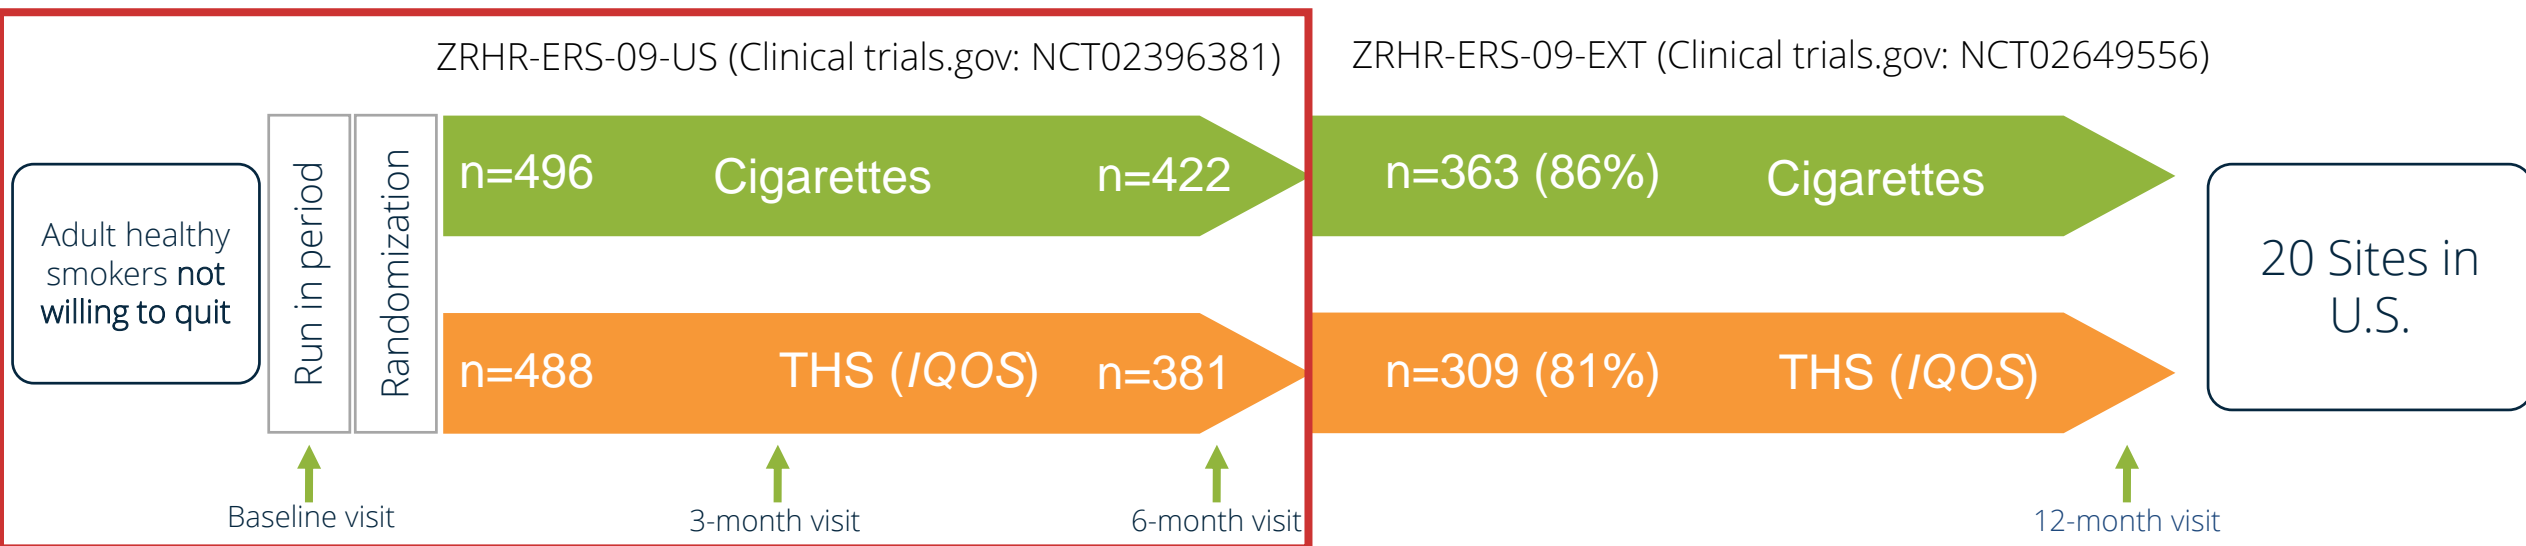 ZRHR-ERS-09-US (Clinical trials.gov: NCT02396381)
ZRHR-ERS-09-EXT (Clinical trials.gov: NCT02649556)
Adult healthy
smokers not
willing to quit
Run in period
Randomization
n=496
Cigarettes
n=422
n=363 (86%)
Cigarettes
n=488
THS (IQOS)
n=381
n=309 (81%)
THS (IQOS)
20 Sites in
U.S.
Baseline visit
3-month visit
6-month visit
12-month visit